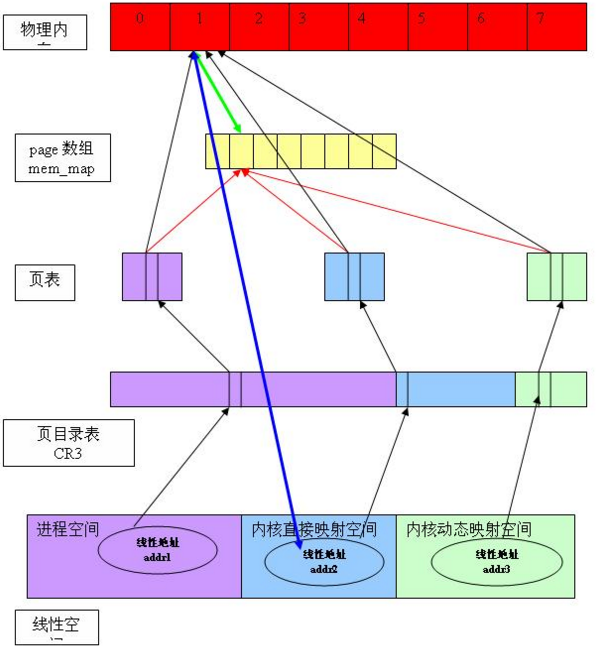 0 1 2 3 4 5 6 7
物理内
page 数组
mem_map
页表
页目录表
CR3
进程空间 内核直接映射空间 内核动态映射空间
线性地址 线性地址 线性地址
addr1 addr2 addr3
线性空